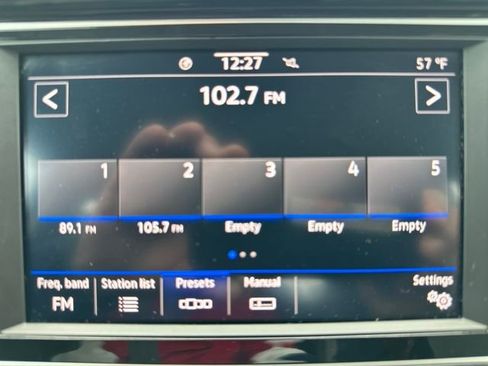 12:27 57 °F
102.7 FM
1 2 3 4 5
89.1 FM 105.7 FM Empty Empty Empty
Freq. band Station list Presets Manual Settings
FM